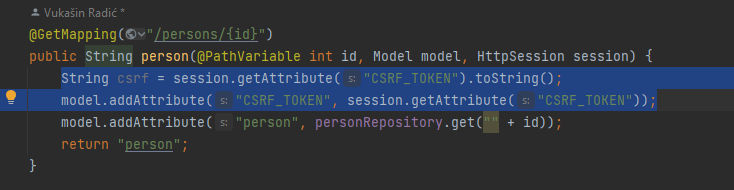 Vukašin Radić *
@GetMapping("/persons/{id}")
public String person(@PathVariable int id, Model model, HttpSession session) {
String csrf = session.getAttribute( s: "CSRF_TOKEN").toString();
model.addAttribute( s: "CSRF_TOKEN", session.getAttribute( s: "CSRF_TOKEN"));
model.addAttribute( s: "person", personRepository.get("" + id));
return "person";
}